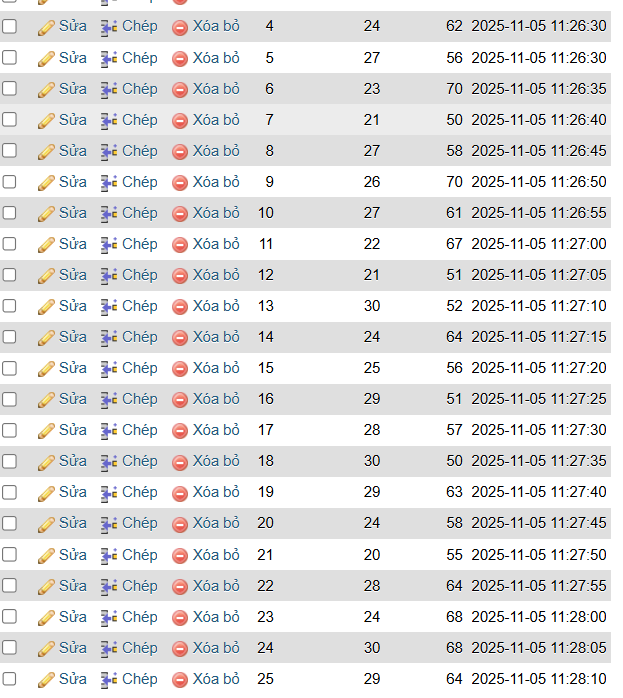 Sửa Chép Xóa bỏ 4 24 62 2025-11-05 11:26:30
Sửa Chép Xóa bỏ 5 27 56 2025-11-05 11:26:30
Sửa Chép Xóa bỏ 6 23 70 2025-11-05 11:26:35
Sửa Chép Xóa bỏ 7 21 50 2025-11-05 11:26:40
Sửa Chép Xóa bỏ 8 27 58 2025-11-05 11:26:45
Sửa Chép Xóa bỏ 9 26 70 2025-11-05 11:26:50
Sửa Chép Xóa bỏ 10 27 61 2025-11-05 11:26:55
Sửa Chép Xóa bỏ 11 22 67 2025-11-05 11:27:00
Sửa Chép Xóa bỏ 12 21 51 2025-11-05 11:27:05
Sửa Chép Xóa bỏ 13 30 52 2025-11-05 11:27:10
Sửa Chép Xóa bỏ 14 24 64 2025-11-05 11:27:15
Sửa Chép Xóa bỏ 15 25 56 2025-11-05 11:27:20
Sửa Chép Xóa bỏ 16 29 51 2025-11-05 11:27:25
Sửa Chép Xóa bỏ 17 28 57 2025-11-05 11:27:30
Sửa Chép Xóa bỏ 18 30 50 2025-11-05 11:27:35
Sửa Chép Xóa bỏ 19 29 63 2025-11-05 11:27:40
Sửa Chép Xóa bỏ 20 24 58 2025-11-05 11:27:45
Sửa Chép Xóa bỏ 21 20 55 2025-11-05 11:27:50
Sửa Chép Xóa bỏ 22 28 64 2025-11-05 11:27:55
Sửa Chép Xóa bỏ 23 24 68 2025-11-05 11:28:00
Sửa Chép Xóa bỏ 24 30 68 2025-11-05 11:28:05
Sửa Chép Xóa bỏ 25 29 64 2025-11-05 11:28:10